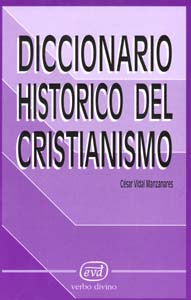 DICCIONARIO
HISTORICO DEL
CRISTIANISMO
César Vidal Manzanares
evd
verbo divino